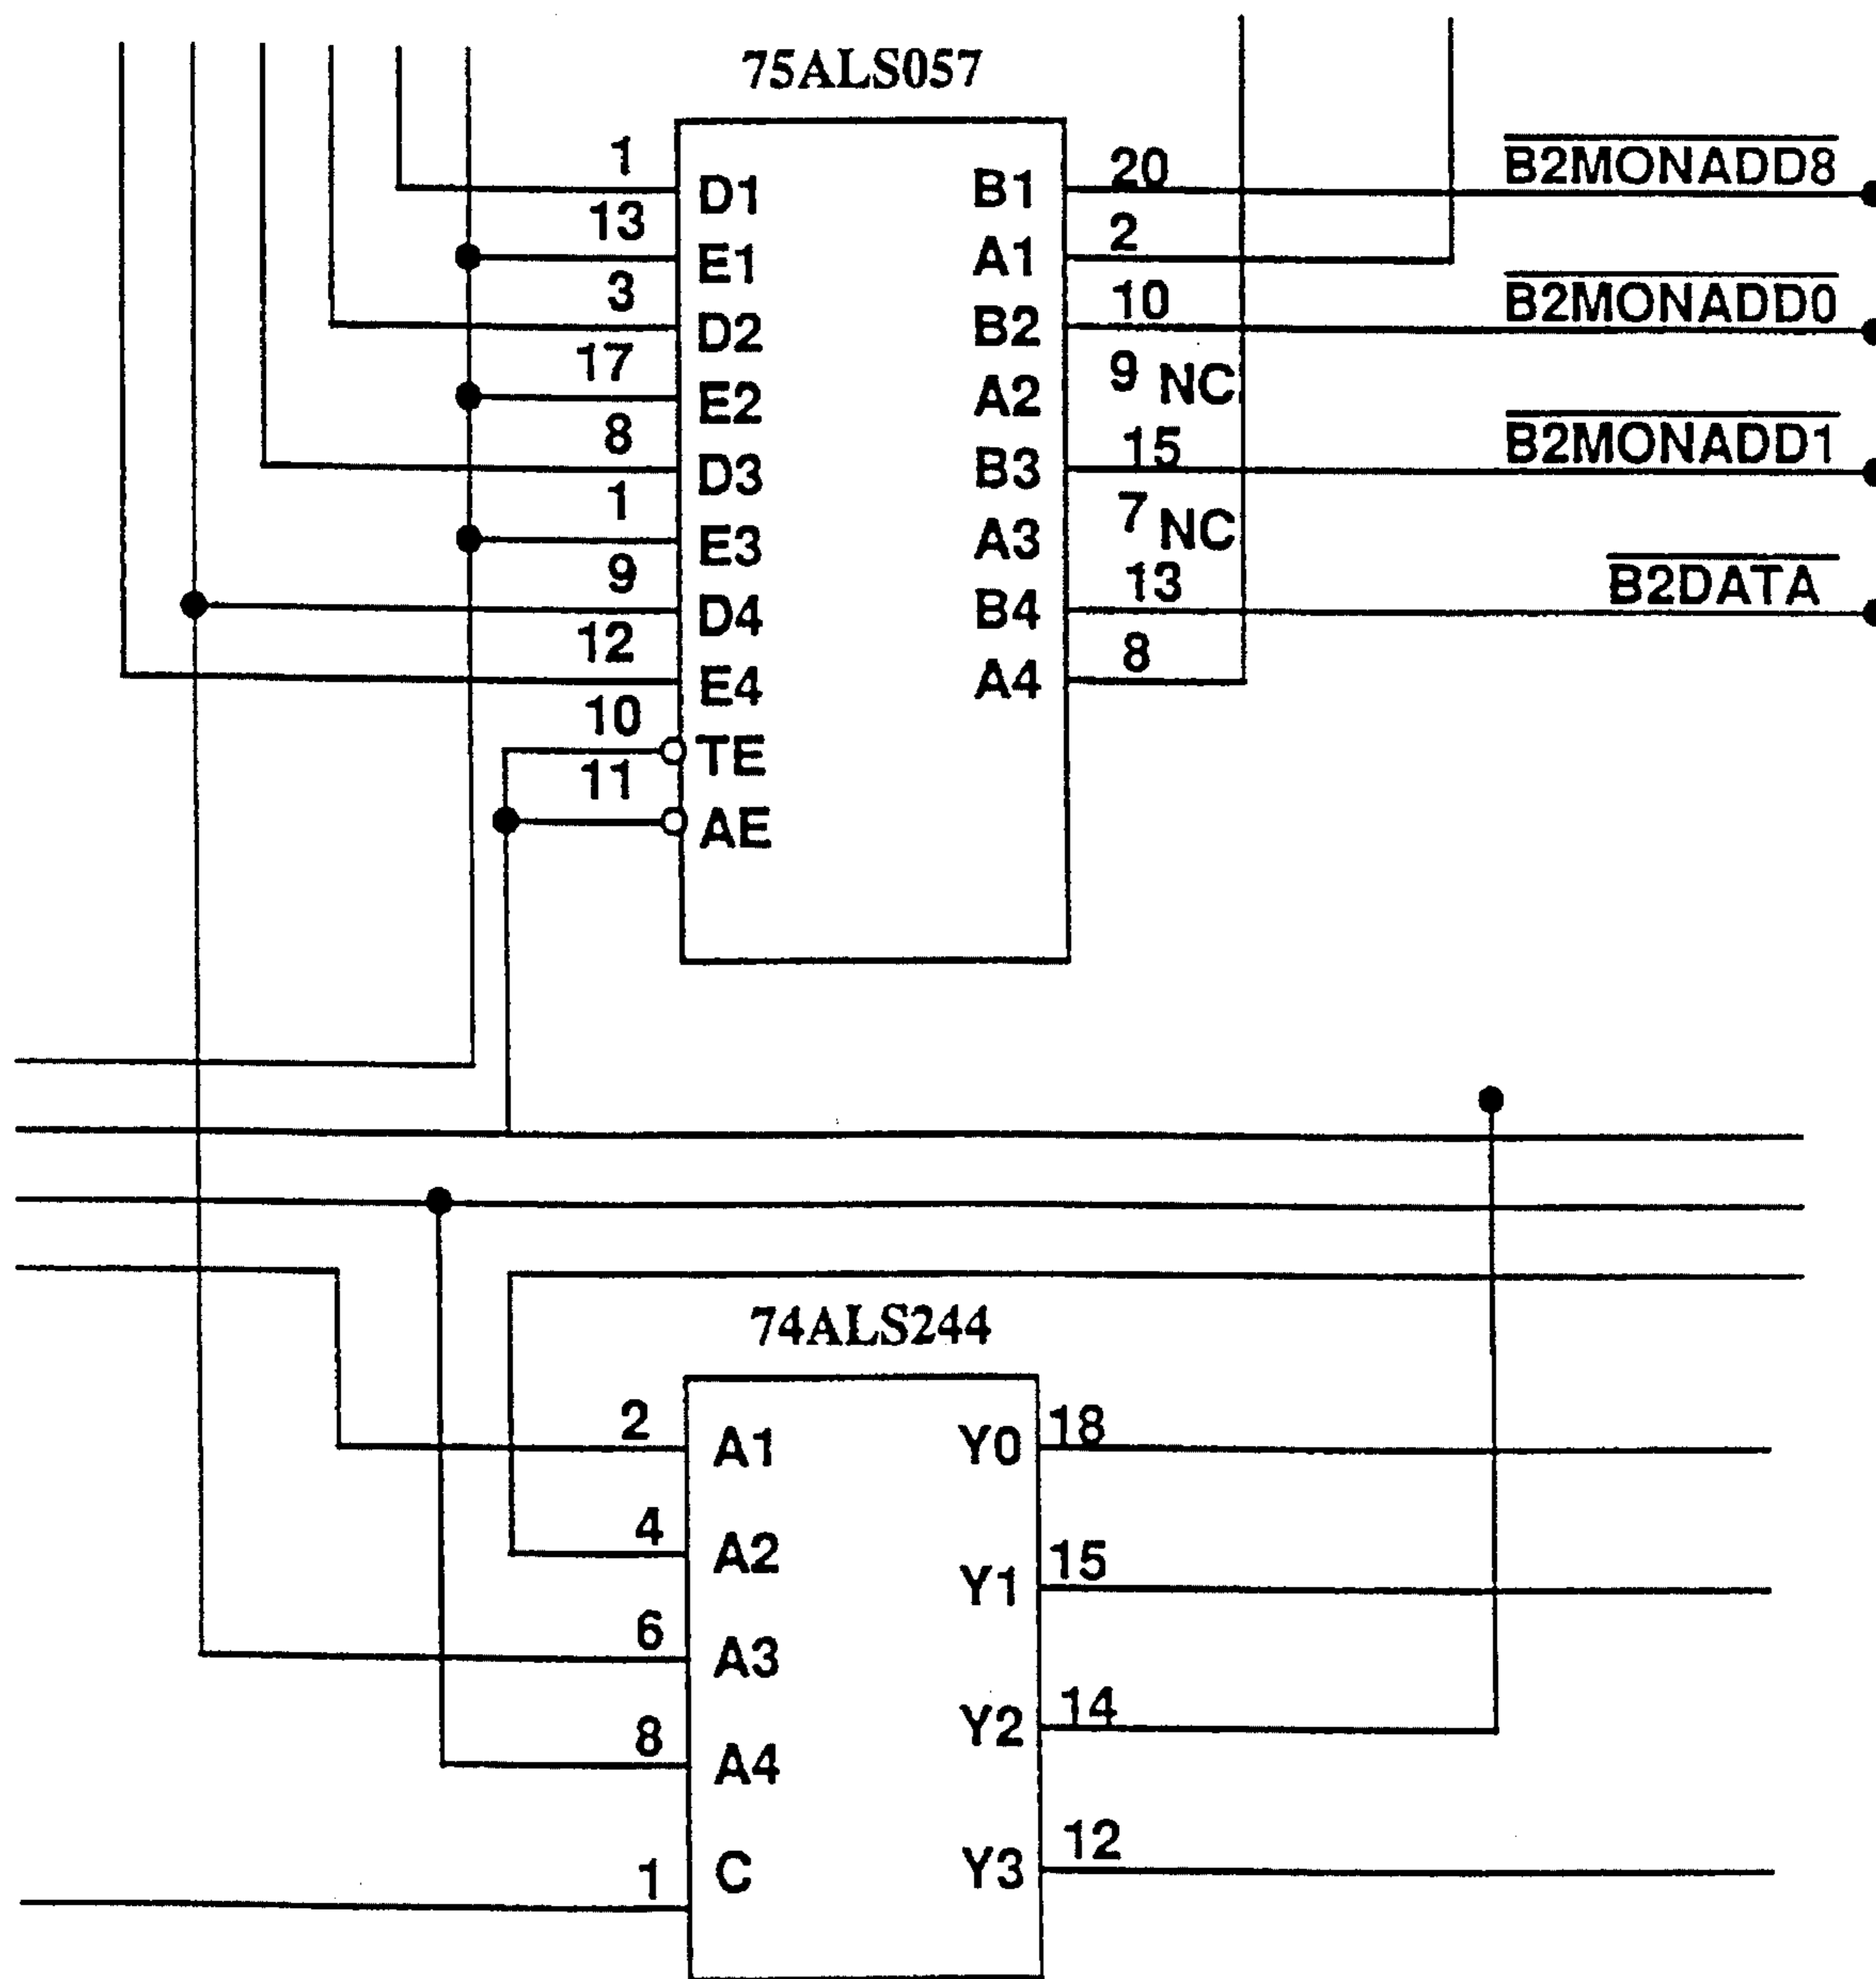 75ALS057
1
D1
B1
20
B2MONADD8
13
E1
A1
2
3
D2
B2
10
B2MONADD0
17
E2
A2
9 NC
8
D3
B3
15
B2MONADD1
1
E3
A3
7 NC
9
D4
B4
13
B2DATA
12
E4
A4
8
10
TE
11
AE
74ALS244
2
A1
Y0
18
4
A2
Y1
15
6
A3
Y2
14
8
A4
Y3
12
1
C